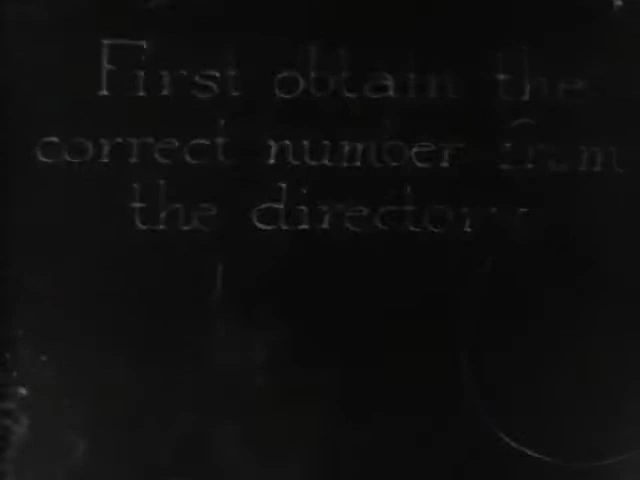 First obtain the
correct number from
the directory